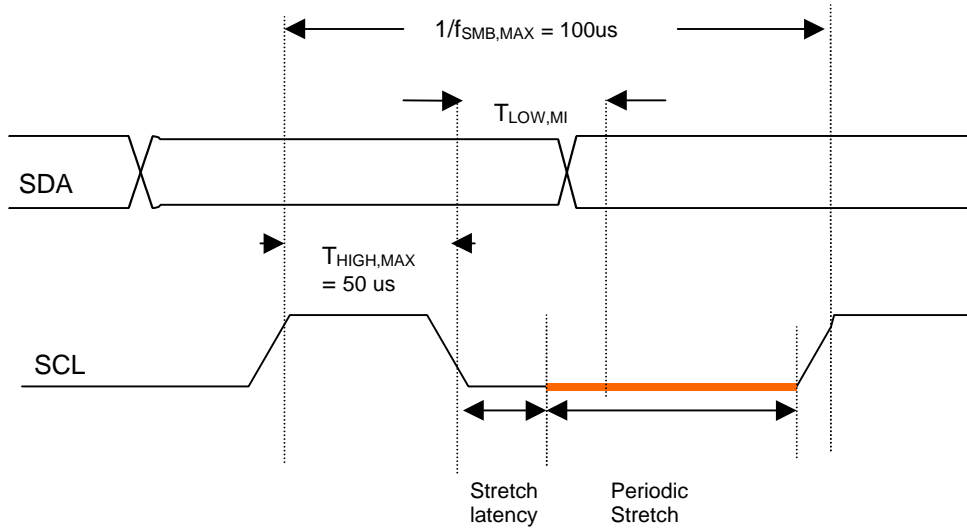 1/fSMB,MAX = 100us
TLOW,MI
SDA
THIGH,MAX
= 50 us
SCL
Stretch
latency
Periodic
Stretch